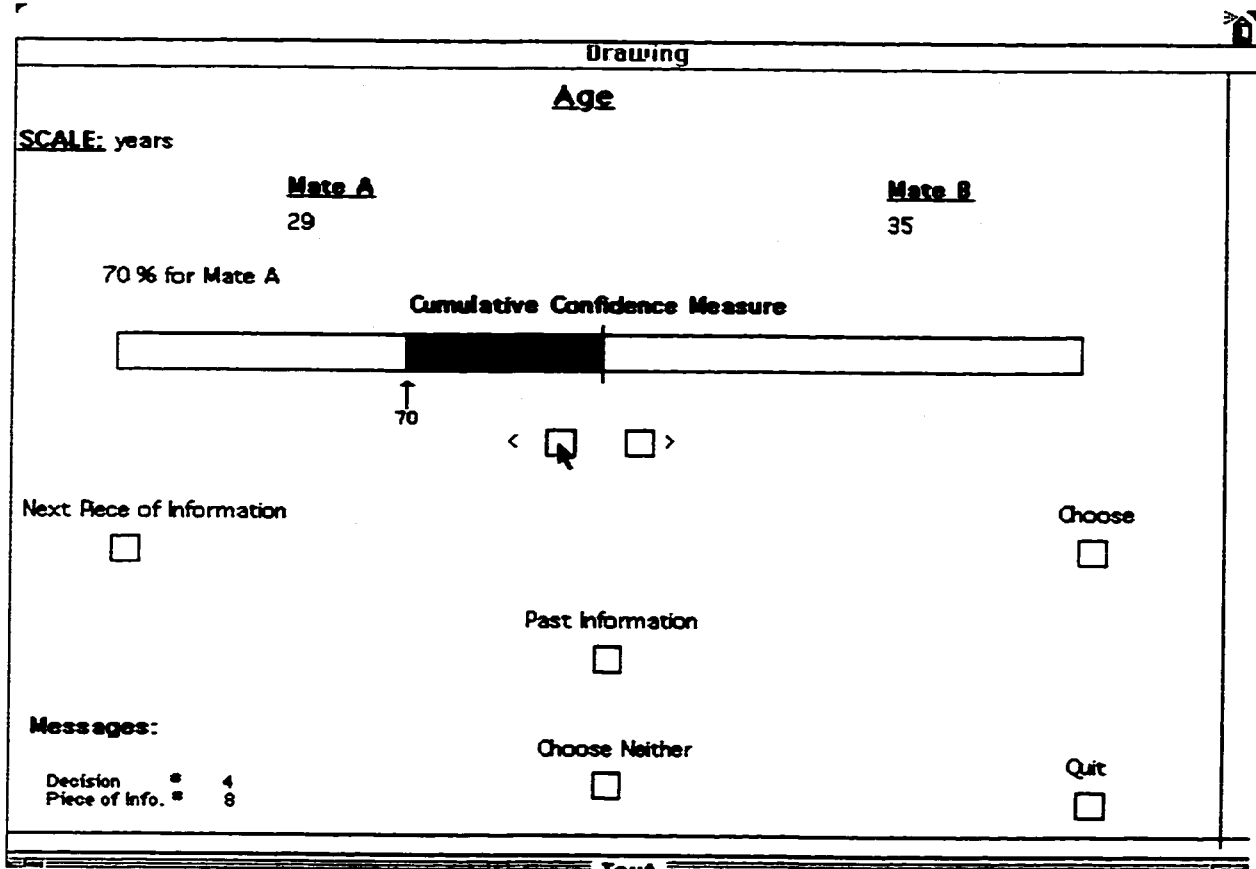 Drawing
Age
SCALE: years
Mate A Mate B
29 35
70 % for Mate A
Cumulative Confidence Measure
70
< >
Next Piece of Information Choose
Past Information
Messages:
Choose Neither
Decision # 4 Quit
Piece of Info. # 8